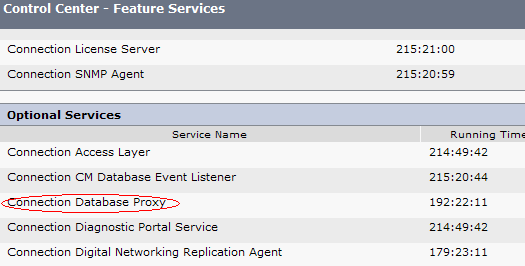 Control Center - Feature Services
Connection License Server 215:21:00
Connection SNMP Agent 215:20:59
Optional Services
Service Name Running Time
Connection Access Layer 214:49:42
Connection CM Database Event Listener 215:20:44
Connection Database Proxy 192:22:11
Connection Diagnostic Portal Service 214:49:42
Connection Digital Networking Replication Agent 179:23:11